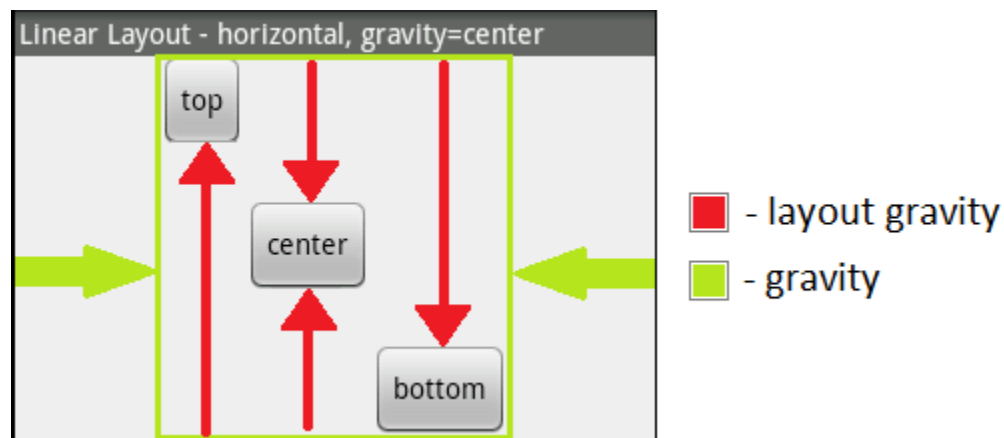 Linear Layout - horizontal, gravity=center
top
center
bottom
- layout gravity
- gravity